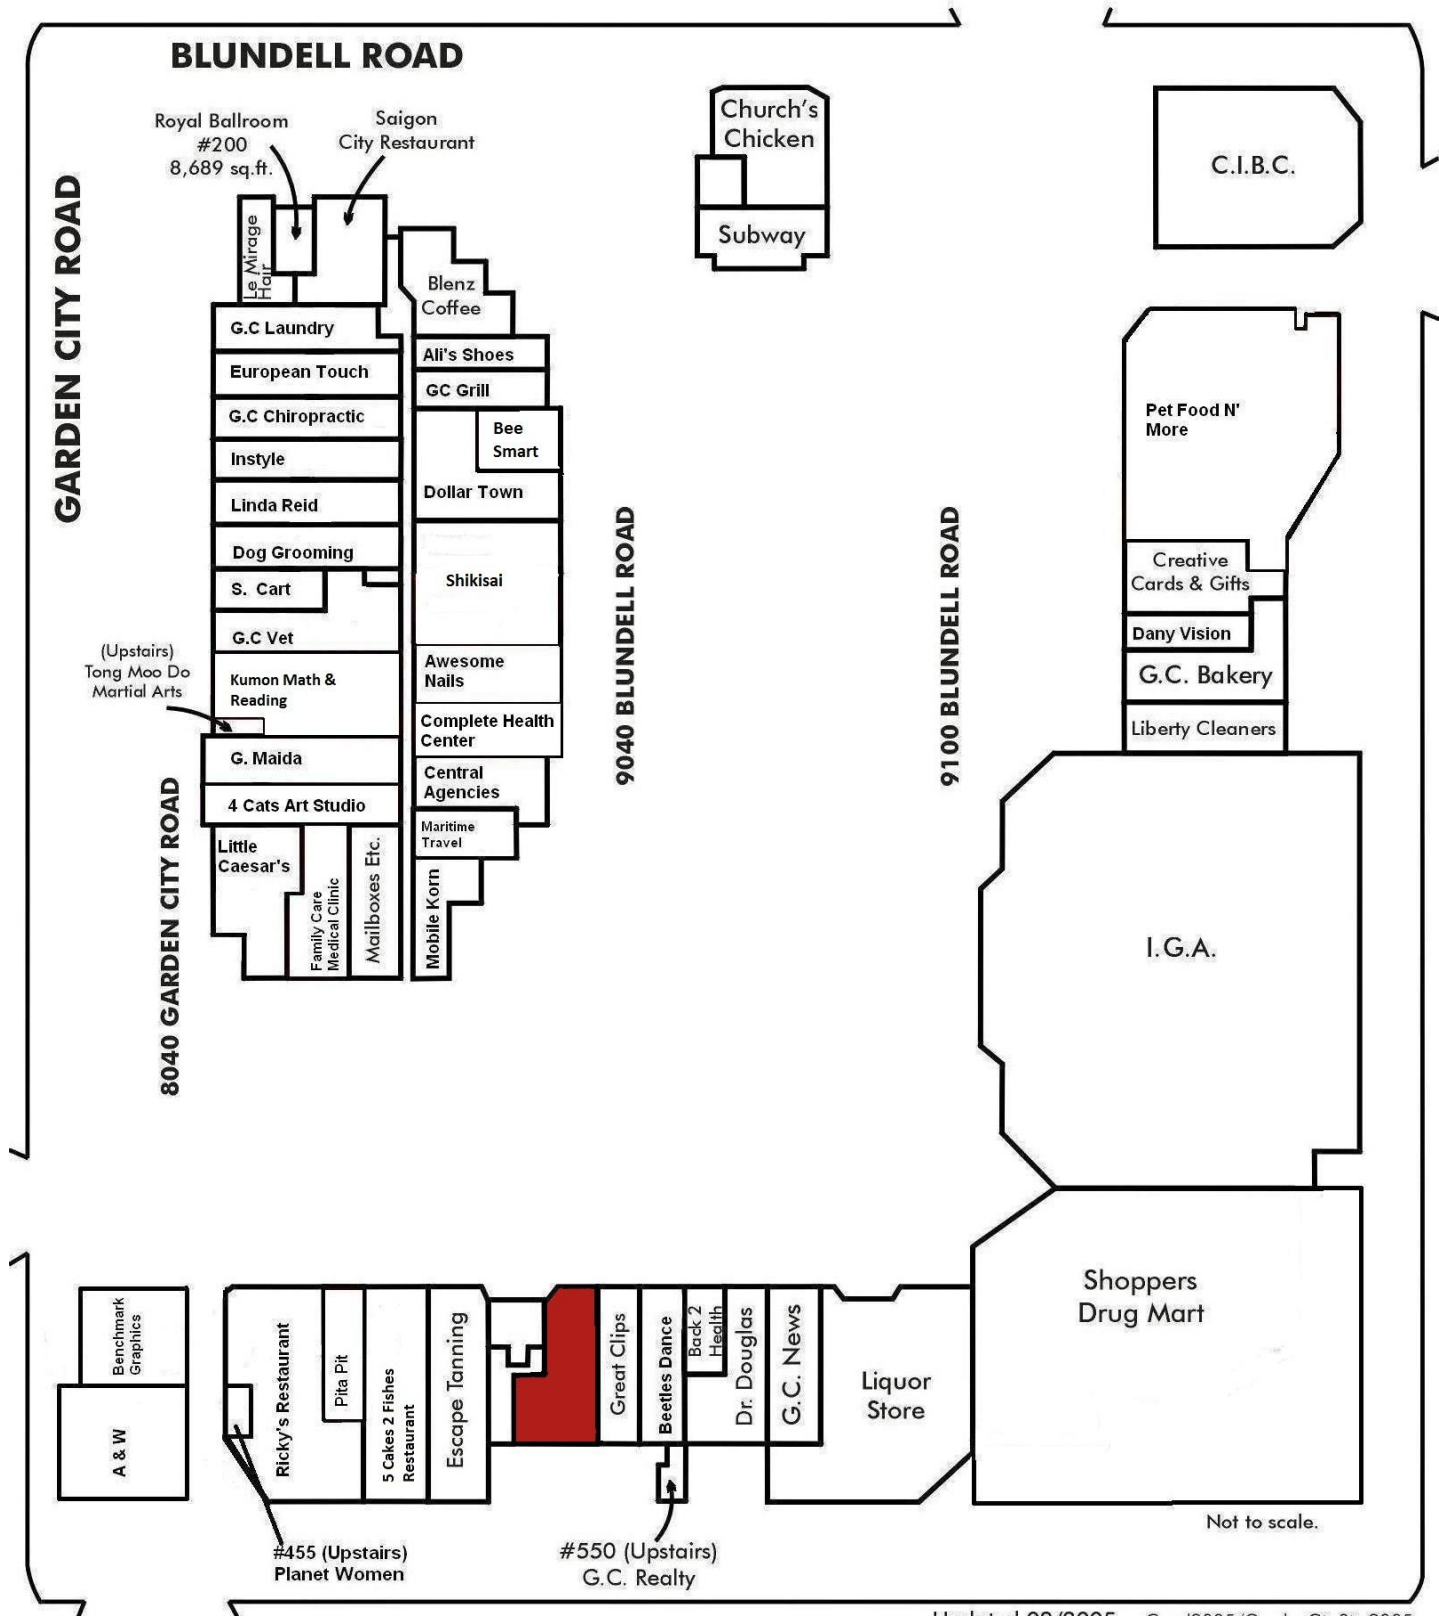 BLUNDELL ROAD
GARDEN CITY ROAD
Royal Ballroom
#200
8,689 sq.ft.
Saigon
City Restaurant
Church's
Chicken
Subway
C.I.B.C.
Le Mirage
Hair
Blenz
Coffee
G.C Laundry
European Touch
G.C Chiropractic
Instyle
Linda Reid
Dog Grooming
S. Cart
G.C Vet
Kumon Math &
Reading
(Upstairs)
Tong Moo Do
Martial Arts
G. Maida
4 Cats Art Studio
Little
Caesar's
Family Care
Medical Clinic
Mailboxes Etc.
Ali's Shoes
GC Grill
Bee
Smart
Dollar Town
Shikisai
Awesome
Nails
Complete Health
Center
Central
Agencies
Maritime
Travel
Mobile Korn
8040 GARDEN CITY ROAD
9040 BLUNDELL ROAD
9100 BLUNDELL ROAD
Pet Food N'
More
Creative
Cards & Gifts
Dany Vision
G.C. Bakery
Liberty Cleaners
I.G.A.
Shoppers
Drug Mart
Benchmark
Graphics
A & W
Ricky's Restaurant
Pita Pit
5 Cakes 2 Fishes
Restaurant
Escape Tanning
Great Clips
Beetles Dance
Back 2
Health
Dr. Douglas
G.C. News
Liquor
Store
Not to scale.
#455 (Upstairs)
Planet Women
#550 (Upstairs)
G.C. Realty